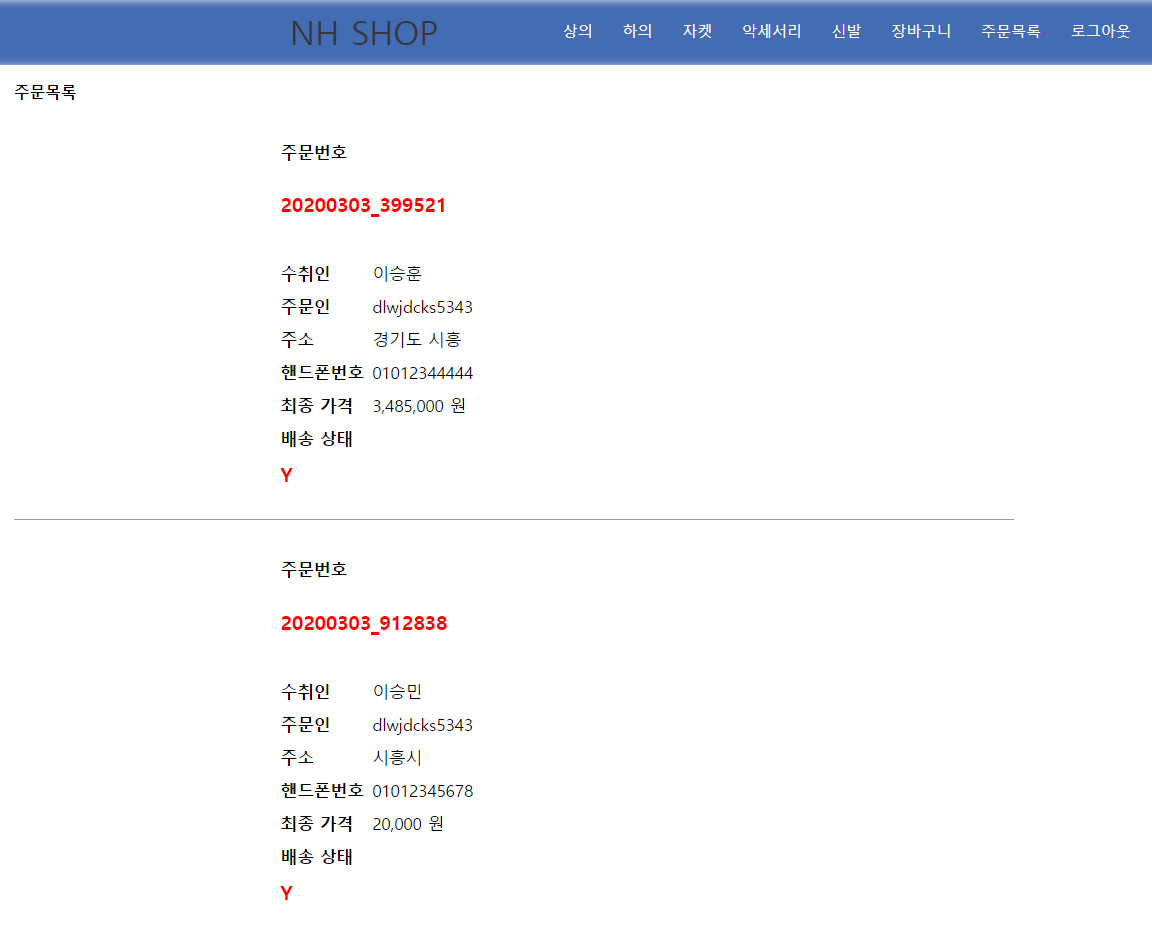 NH SHOP 상의 하의 자켓 악세서리 신발 장바구니 주문목록 로그아웃
주문목록
주문번호
20200303_399521
수취인 이승훈
주문인 dlwjdcks5343
주소 경기도 시흥
핸드폰번호 01012344444
최종 가격 3,485,000 원
배송 상태
Y
주문번호
20200303_912838
수취인 이승민
주문인 dlwjdcks5343
주소 시흥시
핸드폰번호 01012345678
최종 가격 20,000 원
배송 상태
Y